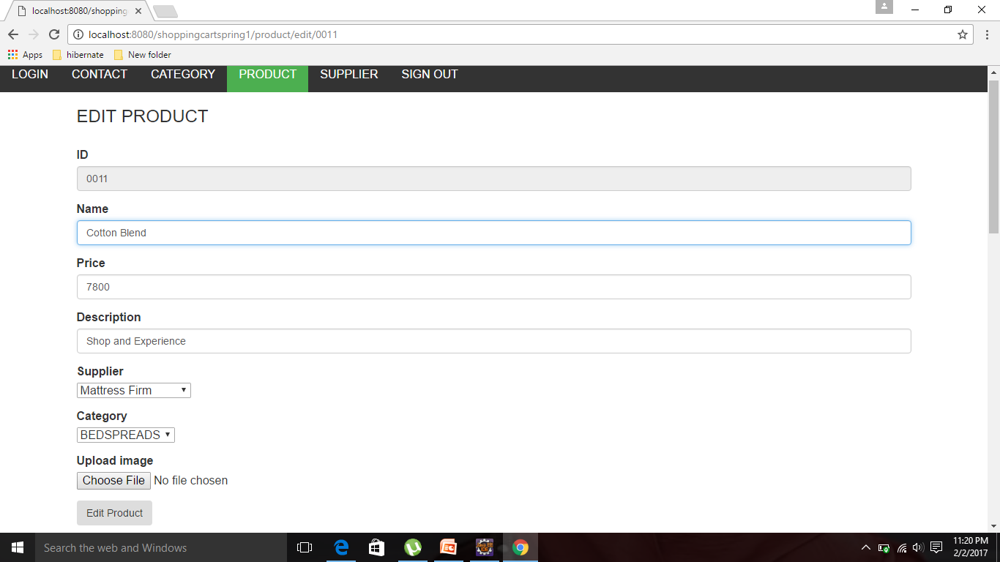 localhost:8080/shopping
localhost:8080/shoppingcartspring1/product/edit/0011
Apps hibernate New folder
LOGIN CONTACT CATEGORY PRODUCT SUPPLIER SIGN OUT
EDIT PRODUCT
ID
0011
Name
Cotton Blend
Price
7800
Description
Shop and Experience
Supplier
Mattress Firm
Category
BEDSPREADS
Upload image
Choose File No file chosen
Edit Product
Search the web and Windows
11:20 PM
2/2/2017